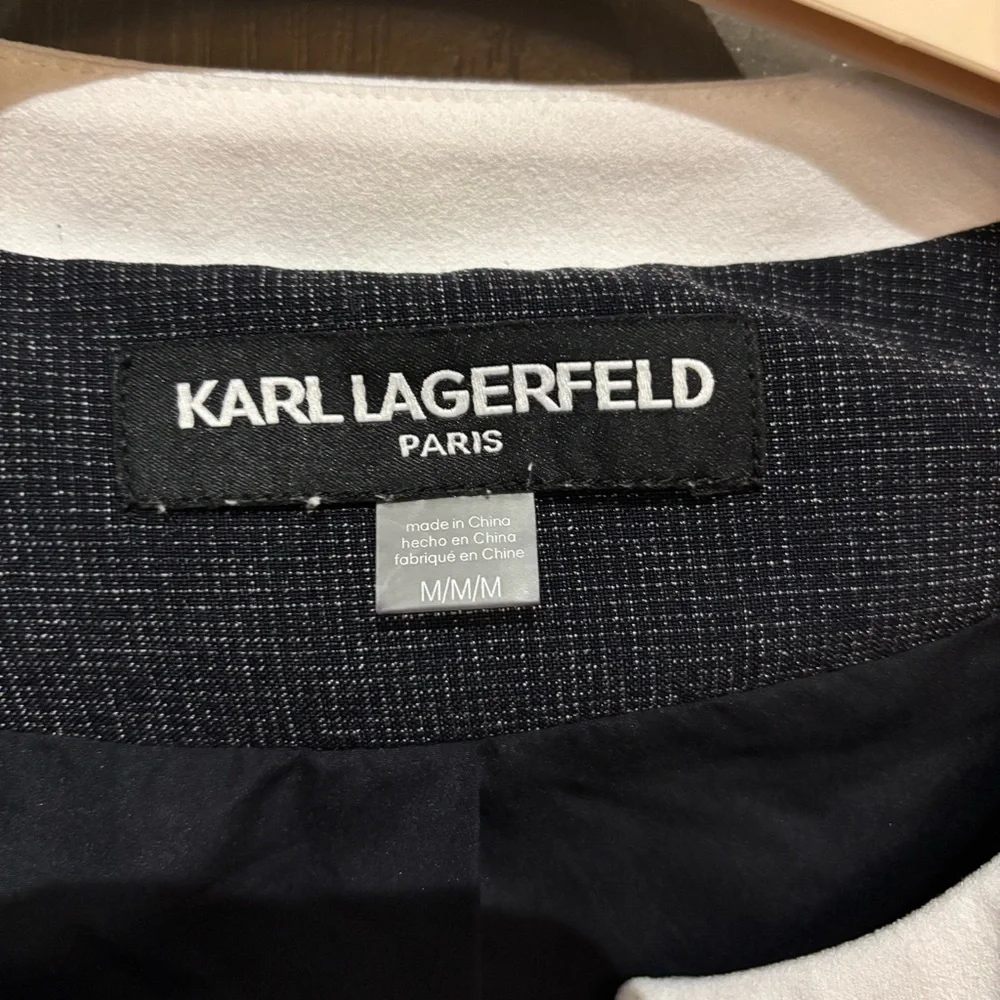 KARL LAGERFELD
PARIS
made in China
hecho en China
fabriqué en Chine
M/M/M